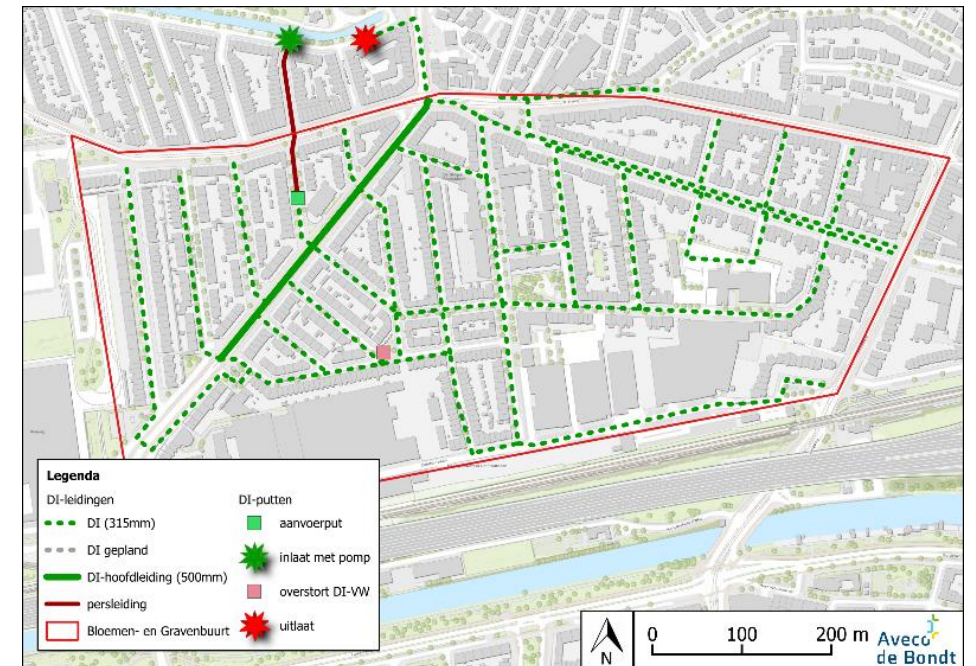 Legenda
DI-leidingen
DI (315mm)
DI gepland
DI-hoofdleiding (500mm)
persleiding
Bloemen- en Gravenbuurt
DI-putten
aanvoerput
inlaat met pomp
overstort DI-VW
uitlaat
N
0 100 200 m
Aveco
de Bondt